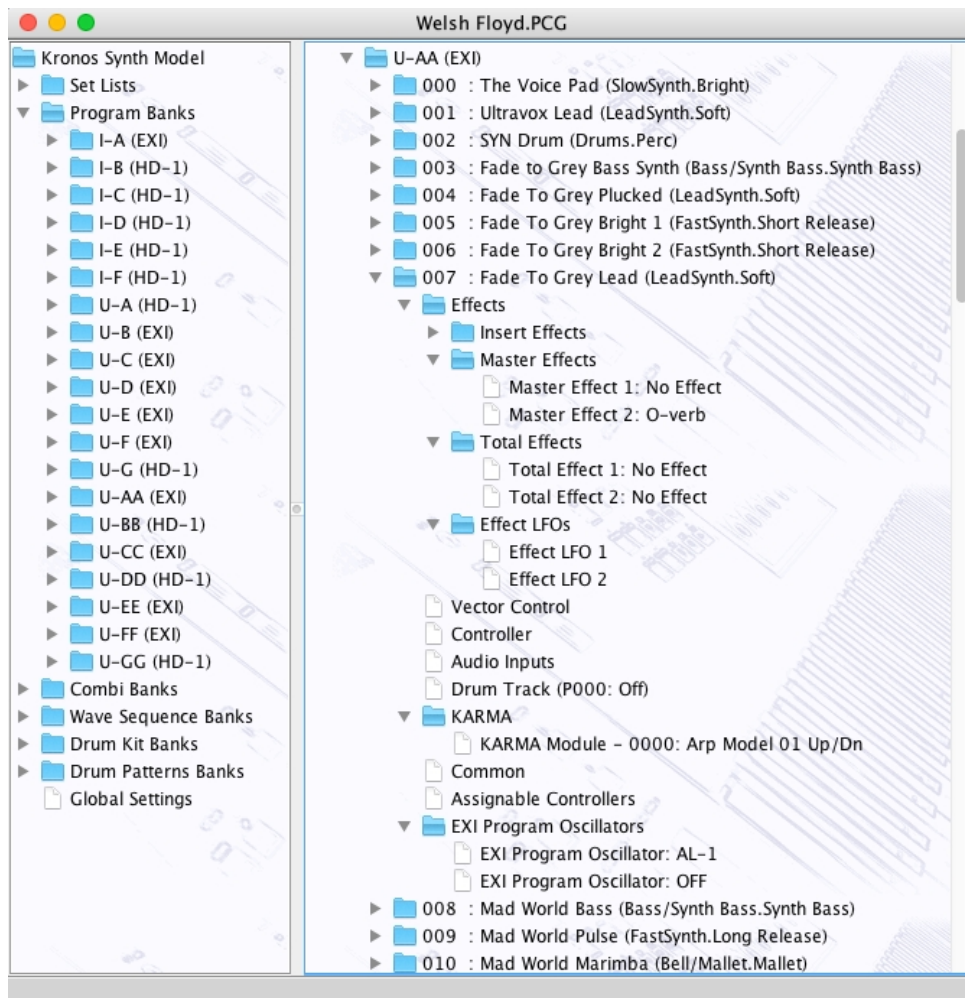 Welsh Floyd.PCG
Kronos Synth Model
Set Lists
Program Banks
I-A (EXI)
I-B (HD-1)
I-C (HD-1)
I-D (HD-1)
I-E (HD-1)
I-F (HD-1)
U-A (HD-1)
U-B (EXI)
U-C (EXI)
U-D (EXI)
U-E (EXI)
U-F (EXI)
U-G (HD-1)
U-AA (EXI)
U-BB (HD-1)
U-CC (EXI)
U-DD (HD-1)
U-EE (EXI)
U-FF (EXI)
U-GG (HD-1)
Combi Banks
Wave Sequence Banks
Drum Kit Banks
Drum Patterns Banks
Global Settings
U-AA (EXI)
000 : The Voice Pad (SlowSynth.Bright)
001 : Ultravox Lead (LeadSynth.Soft)
002 : SYN Drum (Drums.Perc)
003 : Fade to Grey Bass Synth (Bass/Synth Bass.Synth Bass)
004 : Fade To Grey Plucked (LeadSynth.Soft)
005 : Fade To Grey Bright 1 (FastSynth.Short Release)
006 : Fade To Grey Bright 2 (FastSynth.Short Release)
007 : Fade To Grey Lead (LeadSynth.Soft)
Effects
Insert Effects
Master Effects
Master Effect 1: No Effect
Master Effect 2: O-verb
Total Effects
Total Effect 1: No Effect
Total Effect 2: No Effect
Effect LFOs
Effect LFO 1
Effect LFO 2
Vector Control
Controller
Audio Inputs
Drum Track (P000: Off)
KARMA
KARMA Module - 0000: Arp Model 01 Up/Dn
Common
Assignable Controllers
EXI Program Oscillators
EXI Program Oscillator: AL-1
EXI Program Oscillator: OFF
008 : Mad World Bass (Bass/Synth Bass.Synth Bass)
009 : Mad World Pulse (FastSynth.Long Release)
010 : Mad World Marimba (Bell/Mallet.Mallet)